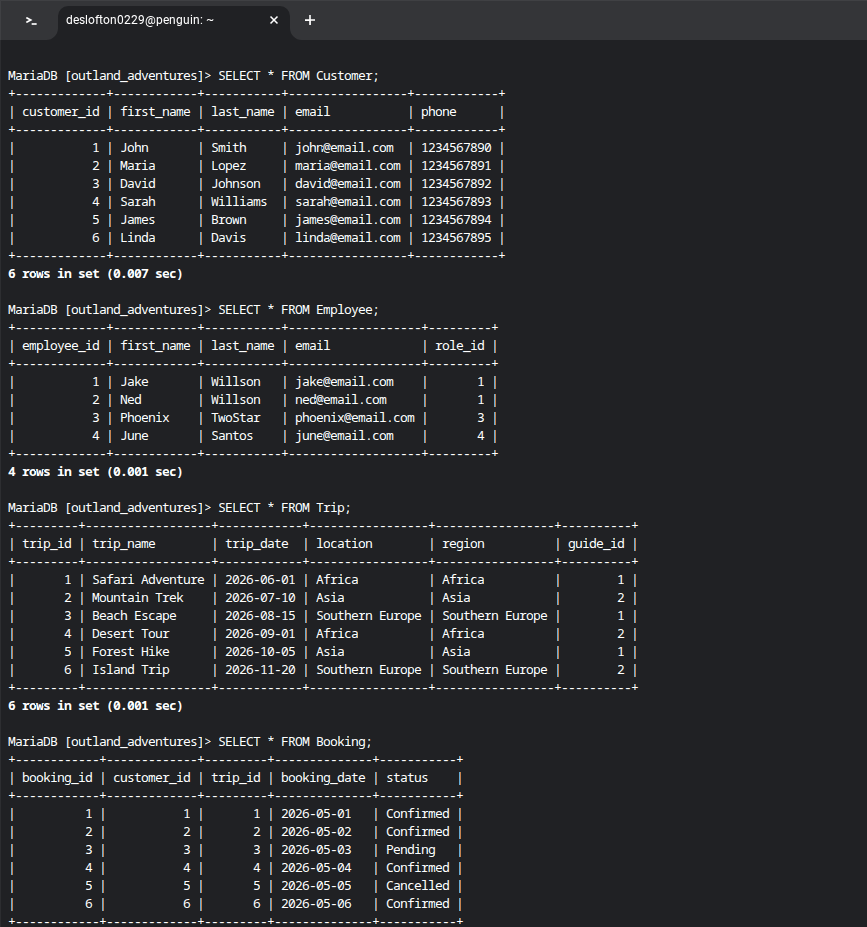 >_ deslofton0229@penguin: ~ × +
MariaDB [outland_adventures]> SELECT * FROM Customer;
+-------------+------------+-----------+-----------------+------------+
| customer_id | first_name | last_name | email           | phone      |
+-------------+------------+-----------+-----------------+------------+
|           1 | John       | Smith     | john@email.com  | 1234567890 |
|           2 | Maria      | Lopez     | maria@email.com | 1234567891 |
|           3 | David      | Johnson   | david@email.com | 1234567892 |
|           4 | Sarah      | Williams  | sarah@email.com | 1234567893 |
|           5 | James      | Brown     | james@email.com | 1234567894 |
|           6 | Linda      | Davis     | linda@email.com | 1234567895 |
+-------------+------------+-----------+-----------------+------------+
6 rows in set (0.007 sec)
MariaDB [outland_adventures]> SELECT * FROM Employee;
+-------------+------------+-----------+-------------------+---------+
| employee_id | first_name | last_name | email             | role_id |
+-------------+------------+-----------+-------------------+---------+
|           1 | Jake       | Willson   | jake@email.com    |       1 |
|           2 | Ned        | Willson   | ned@email.com     |       1 |
|           3 | Phoenix    | TwoStar   | phoenix@email.com |       3 |
|           4 | June       | Santos    | june@email.com    |       4 |
+-------------+------------+-----------+-------------------+---------+
4 rows in set (0.001 sec)
MariaDB [outland_adventures]> SELECT * FROM Trip;
+---------+------------------+------------+-----------------+-----------------+----------+
| trip_id | trip_name        | trip_date  | location        | region          | guide_id |
+---------+------------------+------------+-----------------+-----------------+----------+
|       1 | Safari Adventure | 2026-06-01 | Africa          | Africa          |        1 |
|       2 | Mountain Trek    | 2026-07-10 | Asia            | Asia            |        2 |
|       3 | Beach Escape     | 2026-08-15 | Southern Europe | Southern Europe |        1 |
|       4 | Desert Tour      | 2026-09-01 | Africa          | Africa          |        2 |
|       5 | Forest Hike      | 2026-10-05 | Asia            | Asia            |        1 |
|       6 | Island Trip      | 2026-11-20 | Southern Europe | Southern Europe |        2 |
+---------+------------------+------------+-----------------+-----------------+----------+
6 rows in set (0.001 sec)
MariaDB [outland_adventures]> SELECT * FROM Booking;
+------------+-------------+---------+--------------+-----------+
| booking_id | customer_id | trip_id | booking_date | status    |
+------------+-------------+---------+--------------+-----------+
|          1 |           1 |       1 | 2026-05-01   | Confirmed |
|          2 |           2 |       2 | 2026-05-02   | Confirmed |
|          3 |           3 |       3 | 2026-05-03   | Pending   |
|          4 |           4 |       4 | 2026-05-04   | Confirmed |
|          5 |           5 |       5 | 2026-05-05   | Cancelled |
|          6 |           6 |       6 | 2026-05-06   | Confirmed |
+------------+-------------+---------+--------------+-----------+